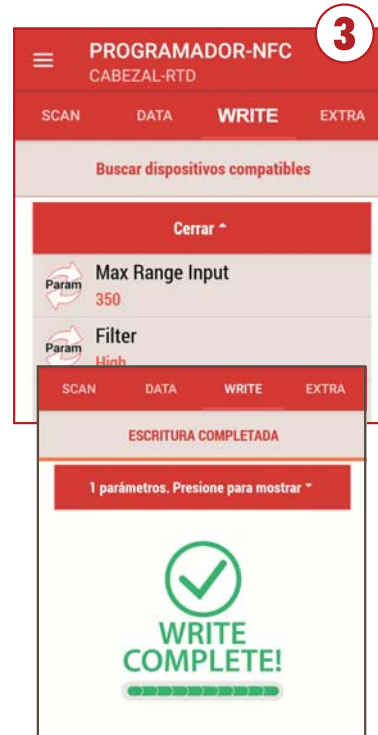 3
PROGRAMADOR-NFC
CABEZAL-RTD
SCAN DATA WRITE EXTRA
Buscar dispositivos compatibles
Cerrar
Param Max Range Input
350
Param Filter
High
SCAN DATA WRITE EXTRA
ESCRITURA COMPLETADA
1 parámetros. Presione para mostrar
WRITE
COMPLETE!